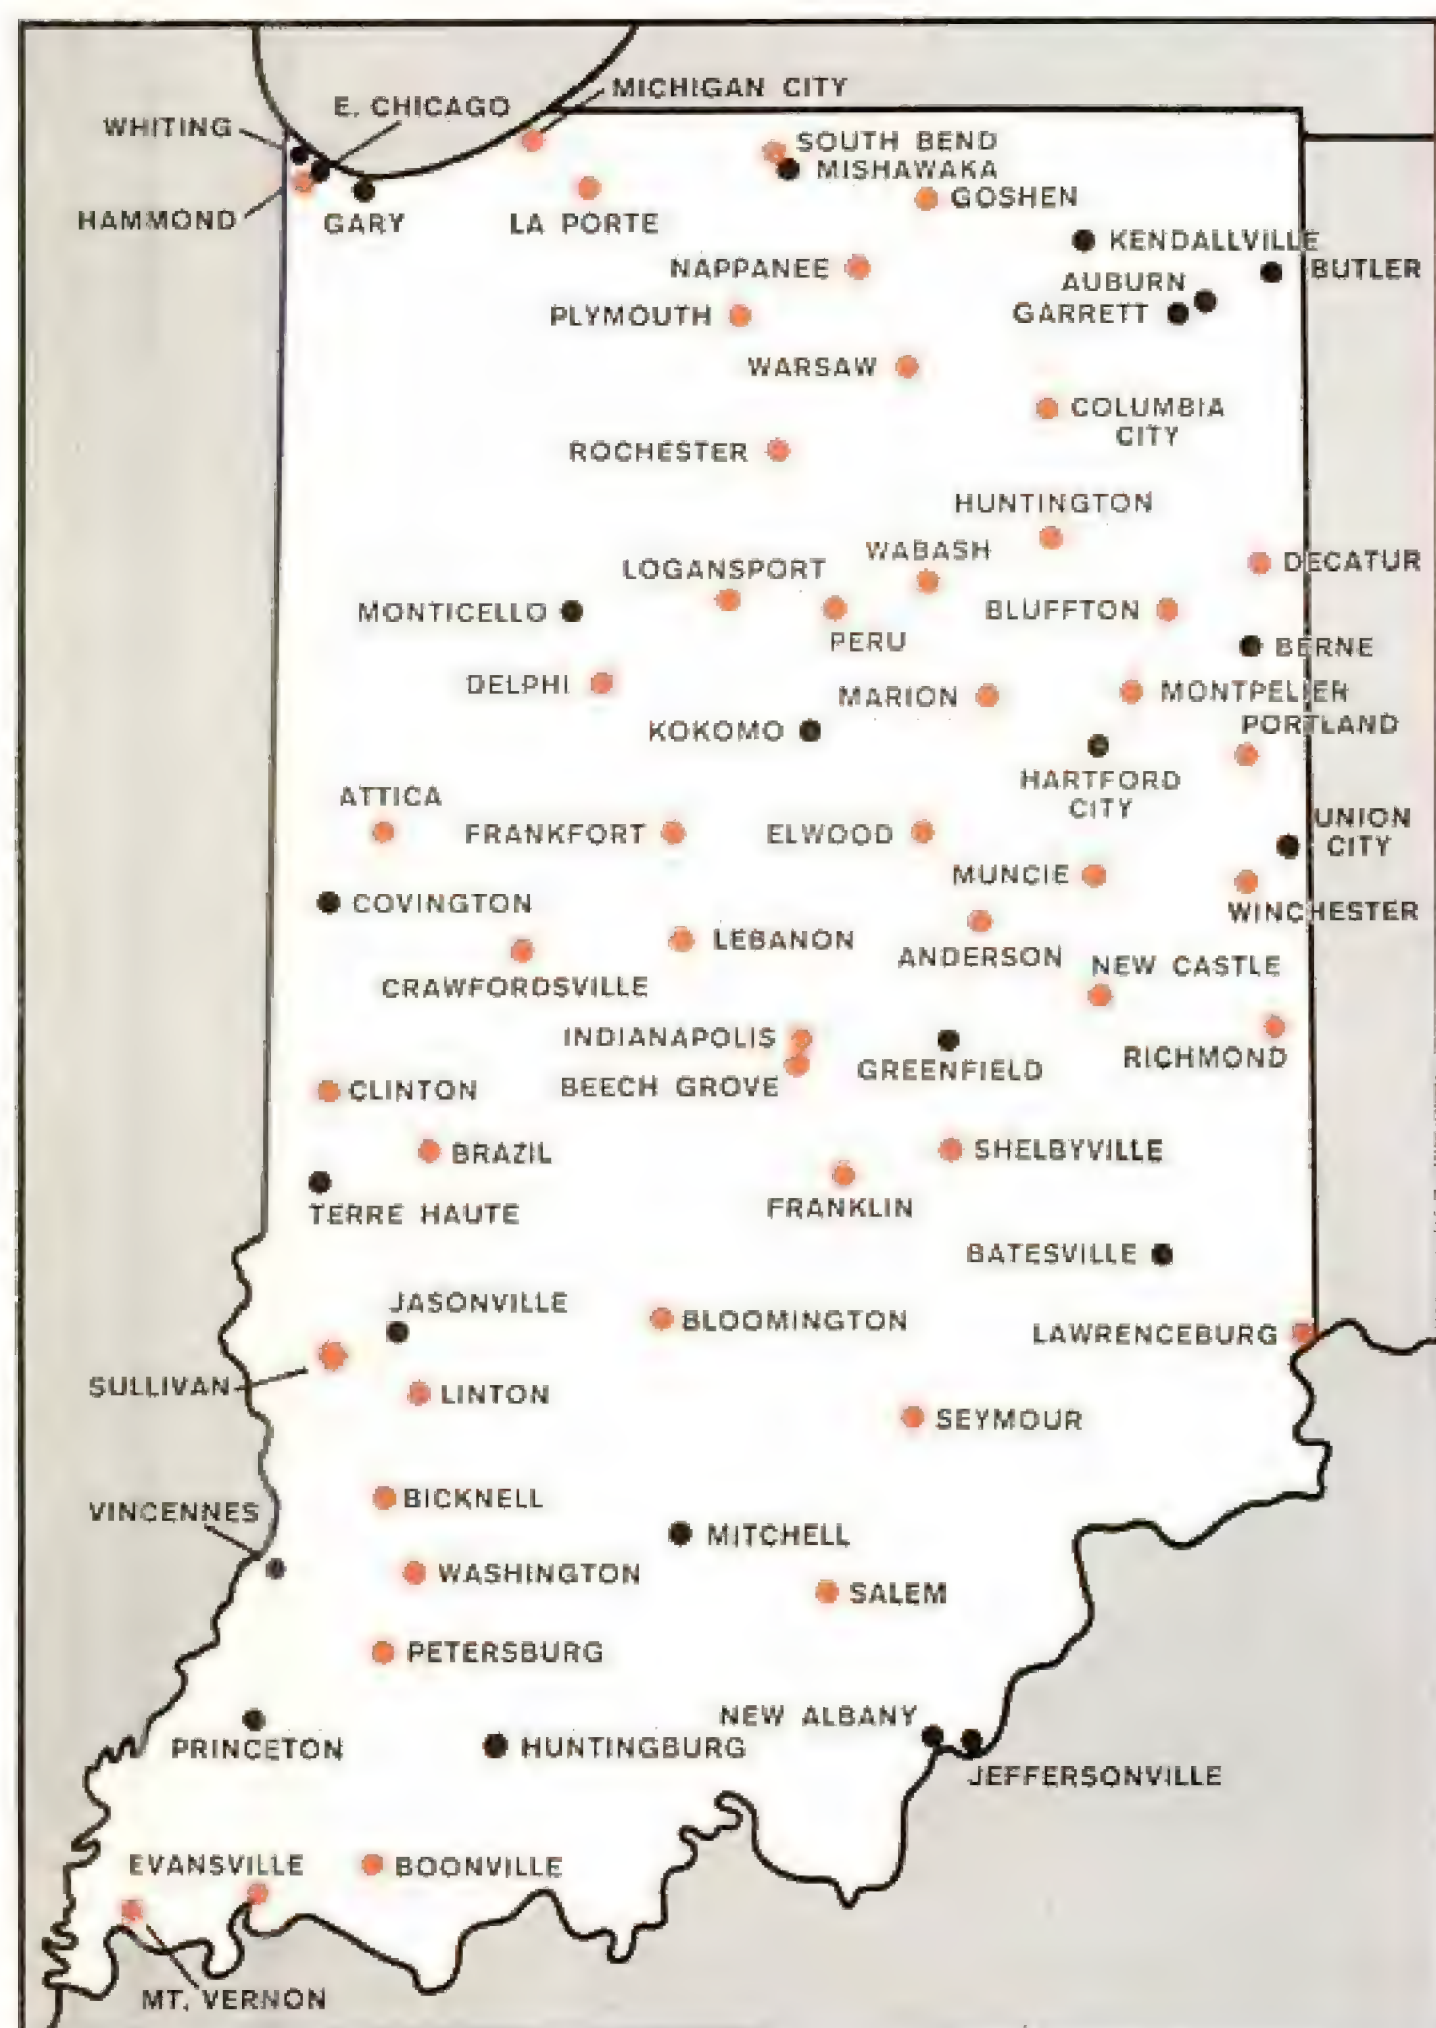 MICHIGAN CITY
E. CHICAGO
WHITING
SOUTH BEND
MISHAWAKA
GOSHEN
HAMMOND
GARY
LA PORTE
KENDALLVILLE
NAPPANEE
BUTLER
AUBURN
GARRETT
PLYMOUTH
WARSAW
COLUMBIA
CITY
ROCHESTER
HUNTINGTON
WABASH
DECATUR
LOGANSPORT
MONTICELLO
BLUFFTON
PERU
BERNE
DELPHI
MARION
MONTPELIER
PORTLAND
KOKOMO
HARTFORD
CITY
ATTICA
UNION
CITY
FRANKFORT
ELWOOD
MUNCIE
COVINGTON
WINCHESTER
LEBANON
ANDERSON
NEW CASTLE
CRAWFORDSVILLE
INDIANAPOLIS
RICHMOND
GREENFIELD
BEECH GROVE
CLINTON
BRAZIL
SHELBYVILLE
FRANKLIN
TERRE HAUTE
BATESVILLE
JASONVILLE
BLOOMINGTON
LAWRENCEBURG
SULLIVAN
LINTON
SEYMOUR
BICKNELL
VINCENNES
MITCHELL
WASHINGTON
SALEM
PETERSBURG
NEW ALBANY
PRINCETON
HUNTINGBURG
JEFFERSONVILLE
EVANSVILLE
BOONVILLE
MT. VERNON